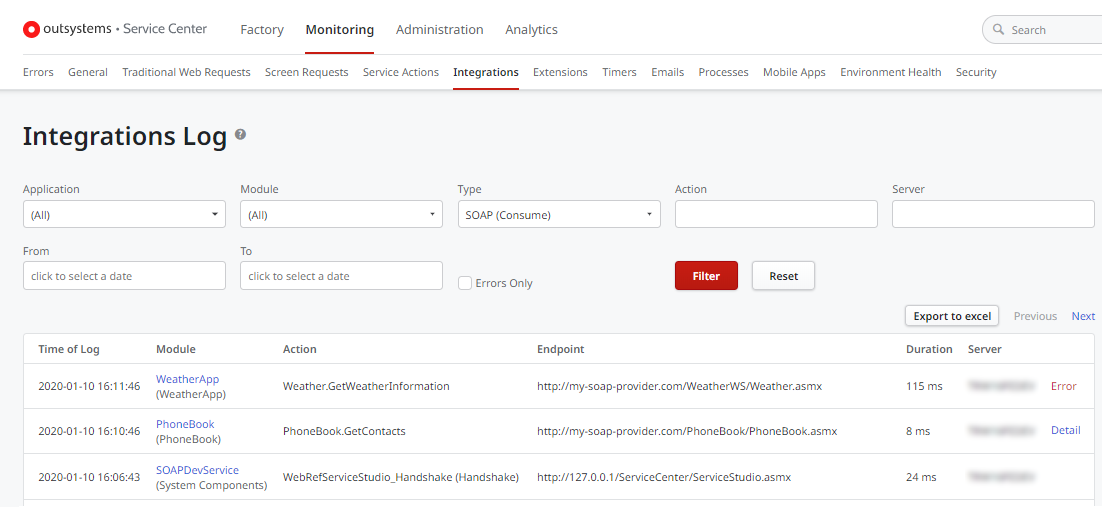 outsystems • Service Center Factory Monitoring Administration Analytics Search
Errors General Traditional Web Requests Screen Requests Service Actions Integrations Extensions Timers Emails Processes Mobile Apps Environment Health Security
Integrations Log ?
Application Module Type Action Server
(All) (All) SOAP (Consume)
From To
click to select a date click to select a date Errors Only Filter Reset
Export to excel Previous Next
Time of Log Module Action Endpoint Duration Server
2020-01-10 16:11:46 WeatherApp (WeatherApp) Weather.GetWeatherInformation http://my-soap-provider.com/WeatherWS/Weather.asmx 115 ms Error
2020-01-10 16:10:46 PhoneBook (PhoneBook) PhoneBook.GetContacts http://my-soap-provider.com/PhoneBook/PhoneBook.asmx 8 ms Detail
2020-01-10 16:06:43 SOAPDevService (System Components) WebRefServiceStudio_Handshake (Handshake) http://127.0.0.1/ServiceCenter/ServiceStudio.asmx 24 ms